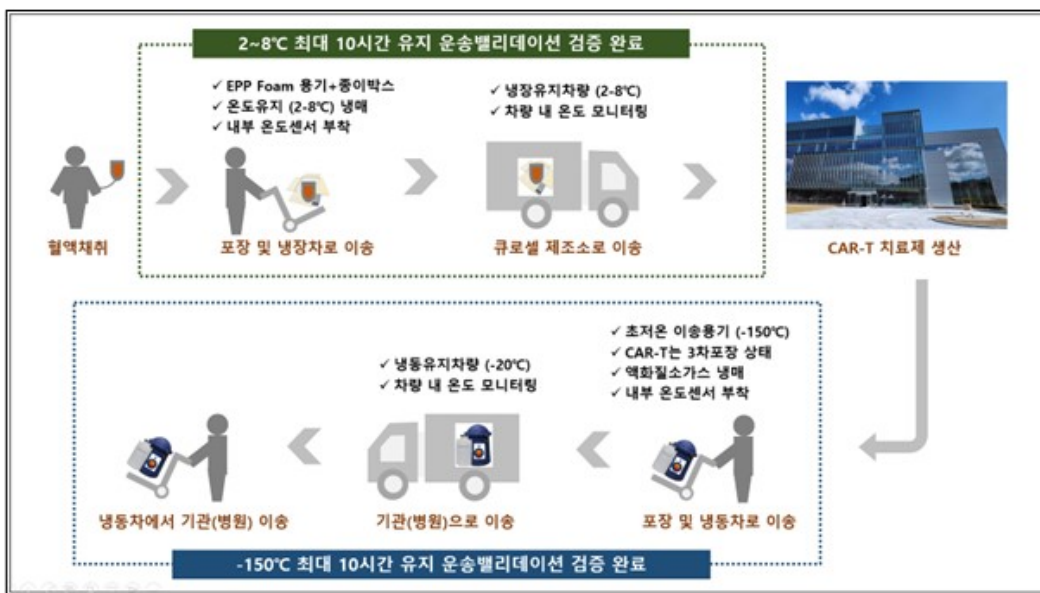 2~8℃ 최대 10시간 유지 운송밸리데이션 검증 완료
✓ EPP Foam 용기+종이박스
✓ 온도유지 (2-8℃) 냉매
✓ 내부 온도센서 부착
✓ 냉장유지차량 (2-8℃)
✓ 차량 내 온도 모니터링
혈액채취
포장 및 냉장차로 이송
큐로셀 제조소로 이송
CAR-T 치료제 생산
✓ 초저온 이송용기 (-150℃)
✓ CAR-T는 3차포장 상태
✓ 액화질소가스 냉매
✓ 내부 온도센서 부착
✓ 냉동유지차량 (-20℃)
✓ 차량 내 온도 모니터링
냉동차에서 기관(병원) 이송
기관(병원)으로 이송
포장 및 냉동차로 이송
-150℃ 최대 10시간 유지 운송밸리데이션 검증 완료